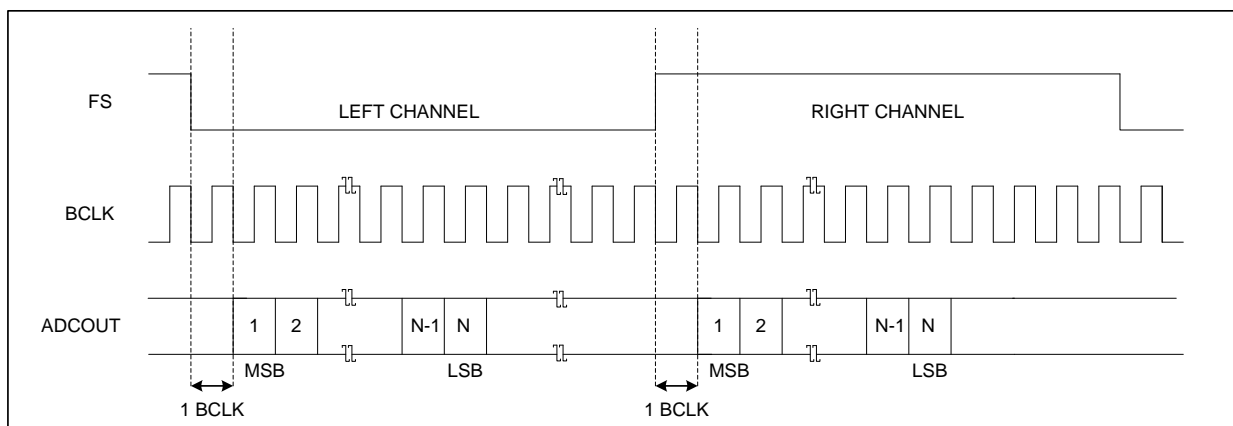 FS
LEFT CHANNEL
RIGHT CHANNEL
BCLK
ADCOUT
1
2
N-1
N
1
2
N-1
N
MSB
LSB
MSB
LSB
1 BCLK
1 BCLK